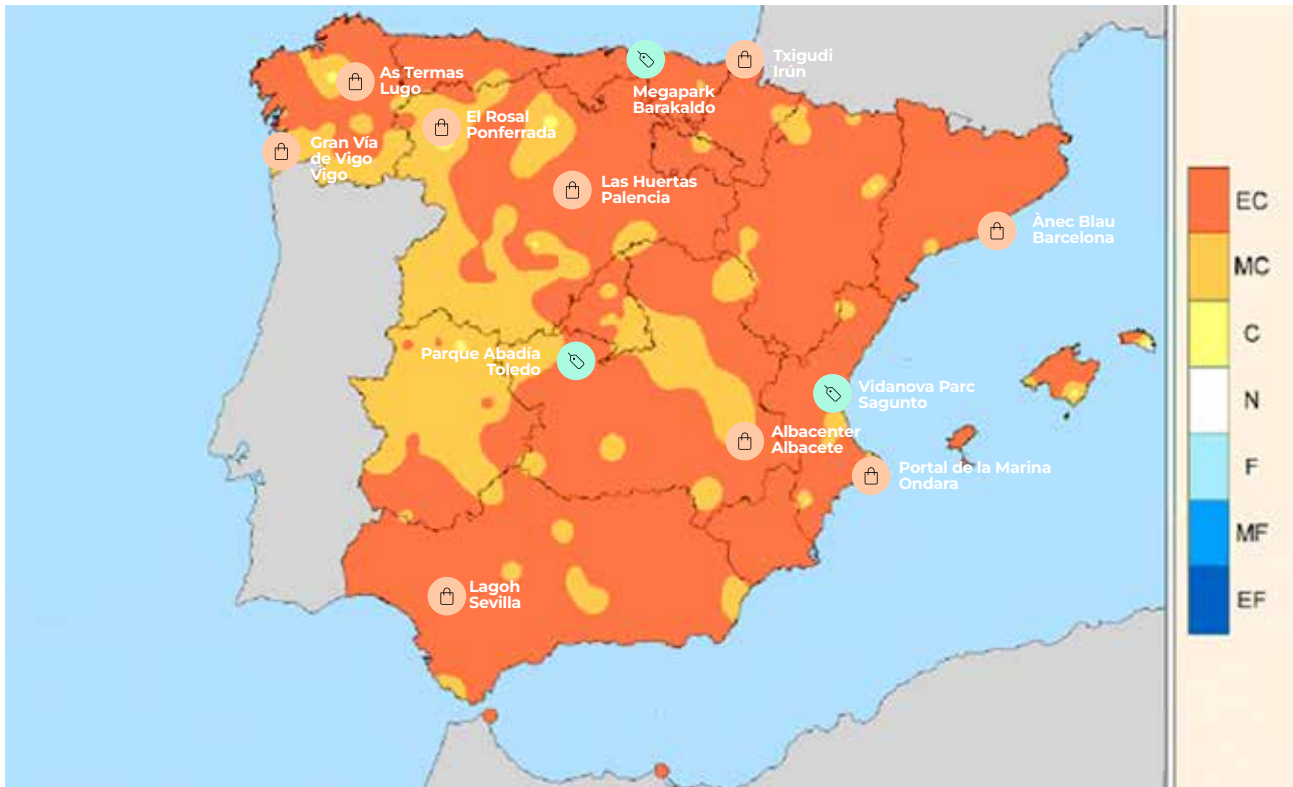 As Termas
Lugo
El Rosal
Ponferrada
Gran Vía
de Vigo
Vigo
Megapark
Barakaldo
Txigudi
Irún
Las Huertas
Palencia
Ànec Blau
Barcelona
Parque Abadía
Toledo
Vidanova Parc
Sagunto
Albacenter
Albacete
Portal de la Marina
Ondara
Lagoh
Sevilla
EC
MC
C
N
F
MF
EF